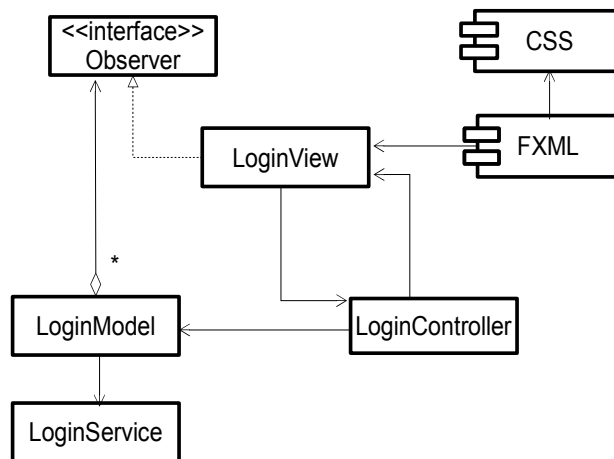 <<interface>>
Observer
CSS
FXML
LoginView
*
LoginModel
LoginController
LoginService